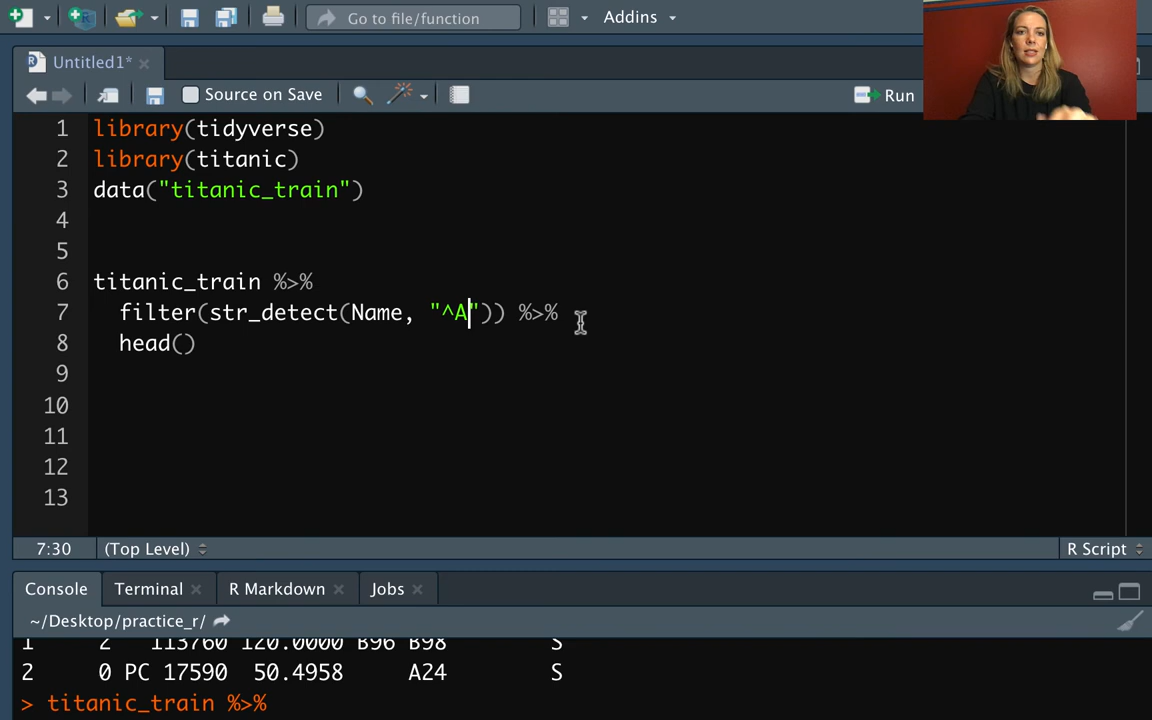 Go to file/function
Addins
Untitled1*
Source on Save
Run
1 library(tidyverse)
2 library(titanic)
3 data("titanic_train")
4
5
6 titanic_train %>%
7 filter(str_detect(Name, "^A")) %>%
8 head()
9
10
11
12
13
7:30 (Top Level) R Script
Console Terminal R Markdown Jobs
~/Desktop/practice_r/
1 2 113760 120.0000 B96 B98 S
2 0 PC 17590 50.4958 A24 S
> titanic_train %>%